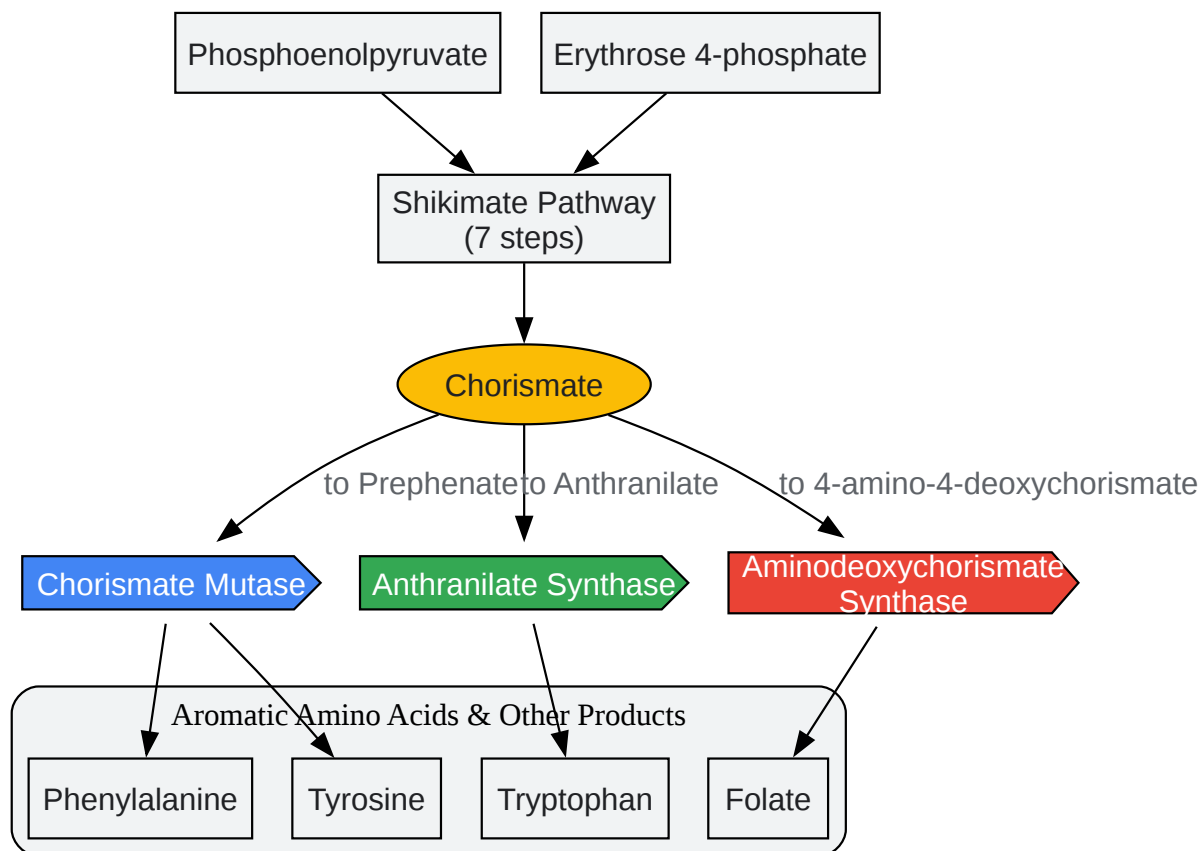 Phosphoenolpyruvate
Erythrose 4-phosphate
Shikimate Pathway
(7 steps)
Chorismate
to Prephenate
to Anthranilate
to 4-amino-4-deoxychorismate
Chorismate Mutase
Anthranilate Synthase
Aminodeoxychorismate
Synthase
Aromatic Amino Acids & Other Products
Phenylalanine
Tyrosine
Tryptophan
Folate